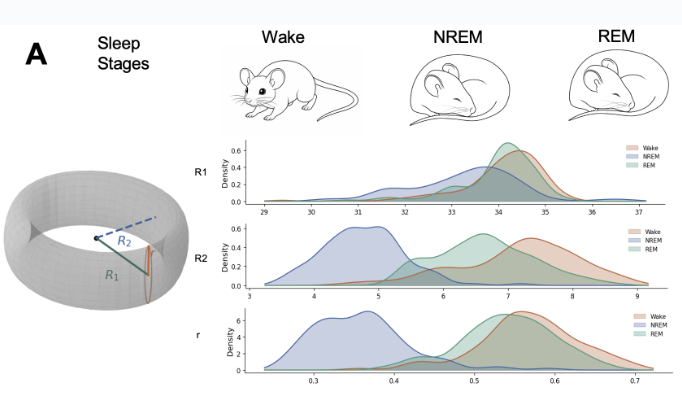 A
Sleep
Stages
Wake
NREM
REM
R1
Density
0.6
0.4
0.2
0.0
29 30 31 32 33 34 35 36 37
Wake
NREM
REM
R2
Density
0.6
0.4
0.2
0.0
3 4 5 6 7 8 9
Wake
NREM
REM
r
Density
6
4
2
0
0.3 0.4 0.5 0.6 0.7
Wake
NREM
REM
R₂
R₁